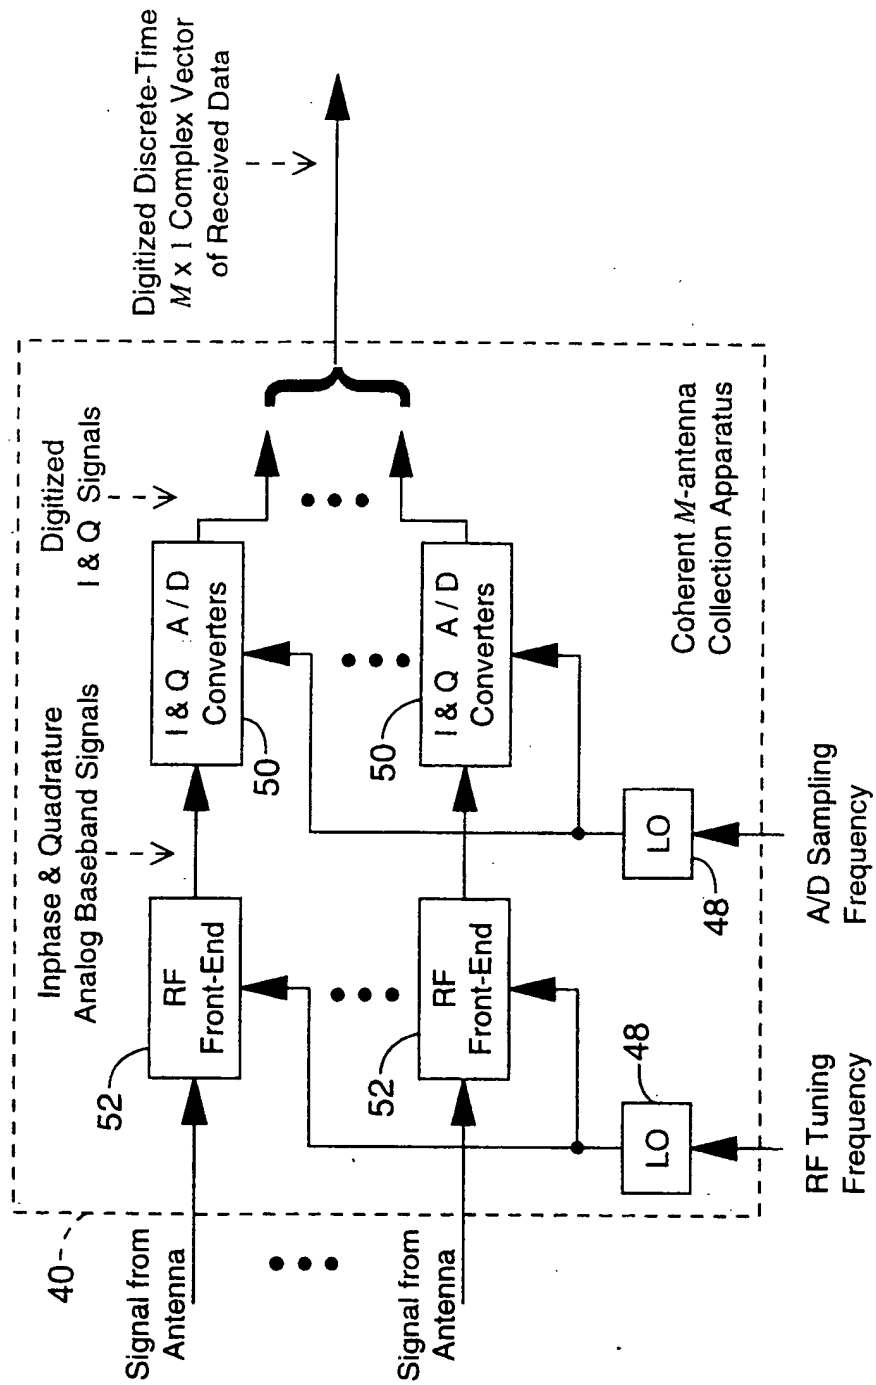 40
Inphase & Quadrature
Analog Baseband Signals
Digitized
I & Q Signals
Digitized Discrete-Time
M x 1 Complex Vector
of Received Data
Signal from
Antenna
52
RF
Front-End
50
I & Q A / D
Converters
Signal from
Antenna
52
RF
Front-End
50
I & Q A / D
Converters
LO
48
LO
48
Coherent M-antenna
Collection Apparatus
RF Tuning
Frequency
A/D Sampling
Frequency